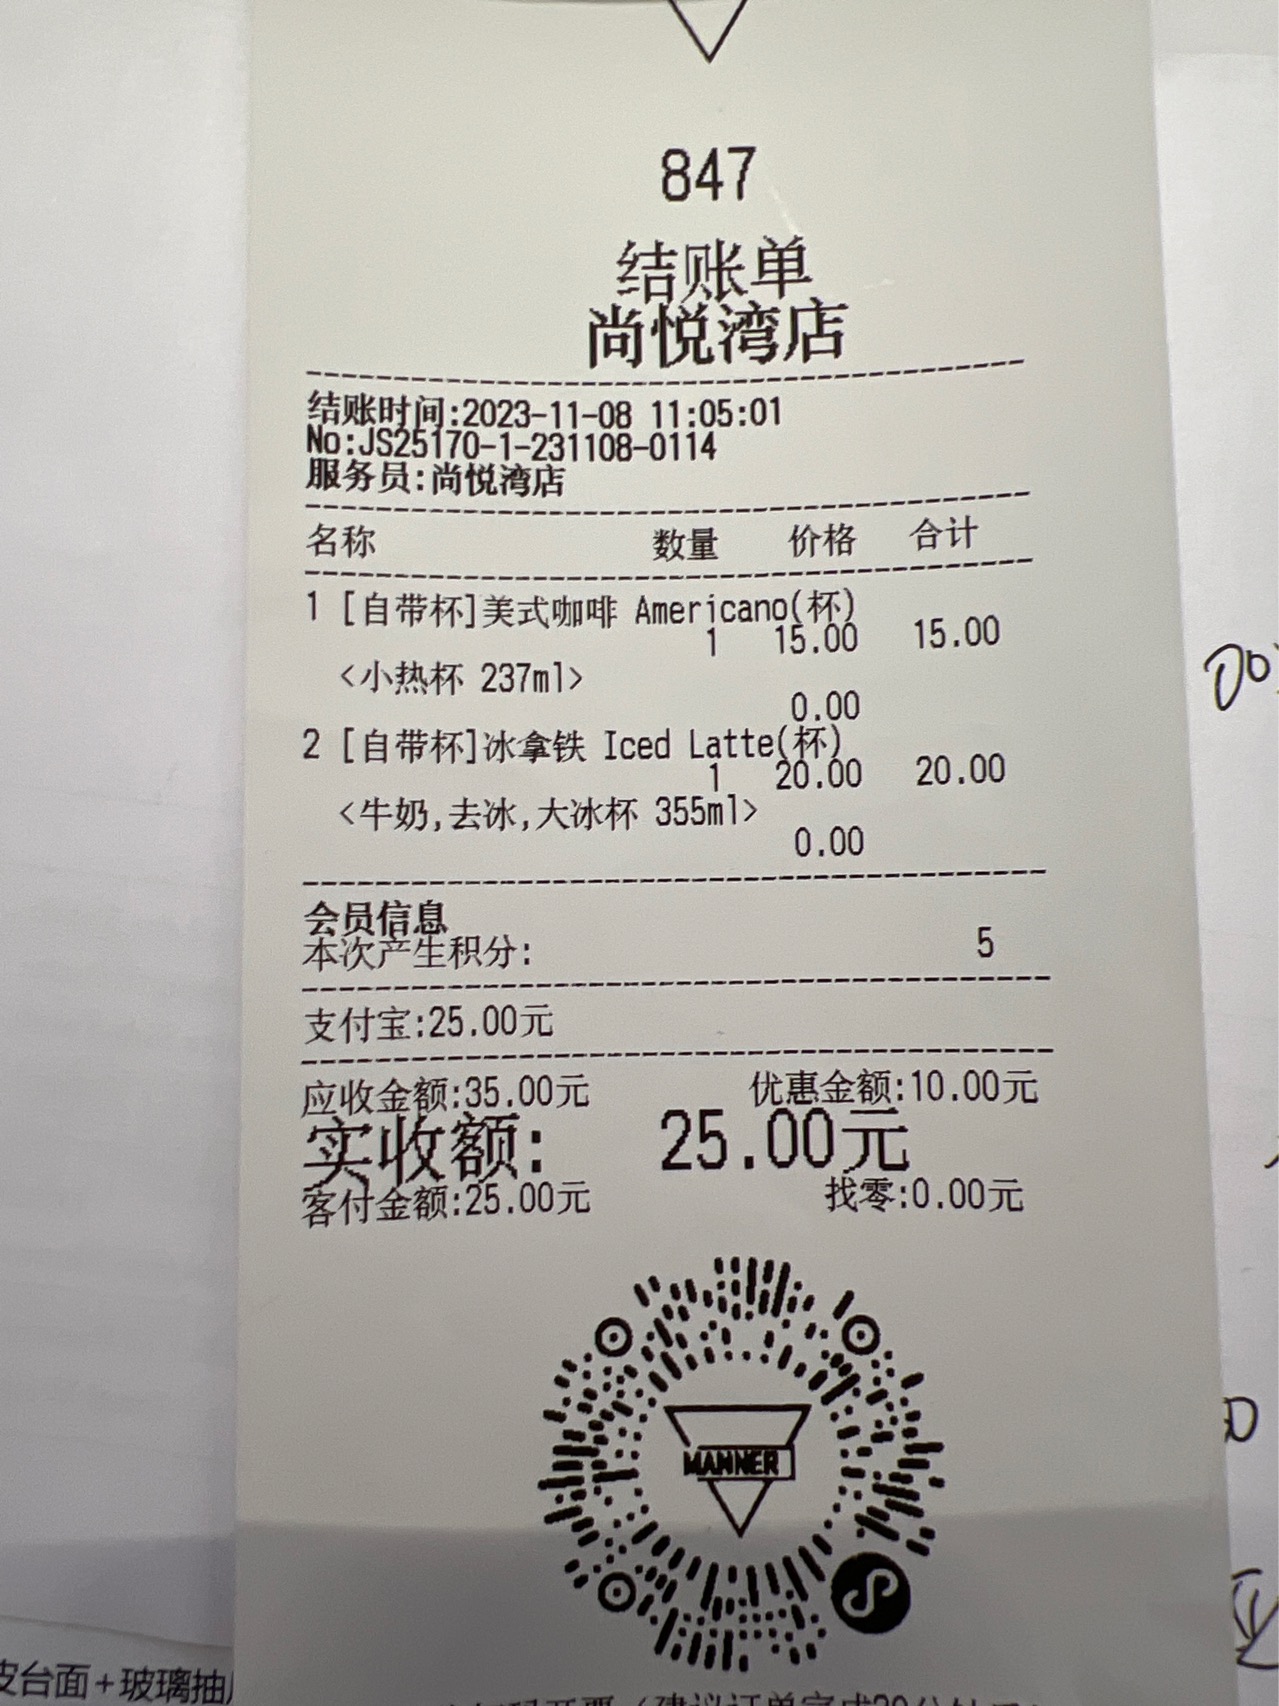 847
结账单
尚悦湾店
结账时间:2023-11-08 11:05:01
No:JS25170-1-231108-0114
服务员:尚悦湾店
名称 数量 价格 合计
1 [自带杯]美式咖啡 Americano(杯)
1 15.00 15.00
<小热杯 237ml>
0.00
2 [自带杯]冰拿铁 Iced Latte(杯)
1 20.00 20.00
<牛奶,去冰,大冰杯 355ml>
0.00
会员信息
本次产生积分: 5
支付宝:25.00元
应收金额:35.00元 优惠金额:10.00元
实收额: 25.00元
客付金额:25.00元 找零:0.00元
MANNER
皮台面+玻璃抽